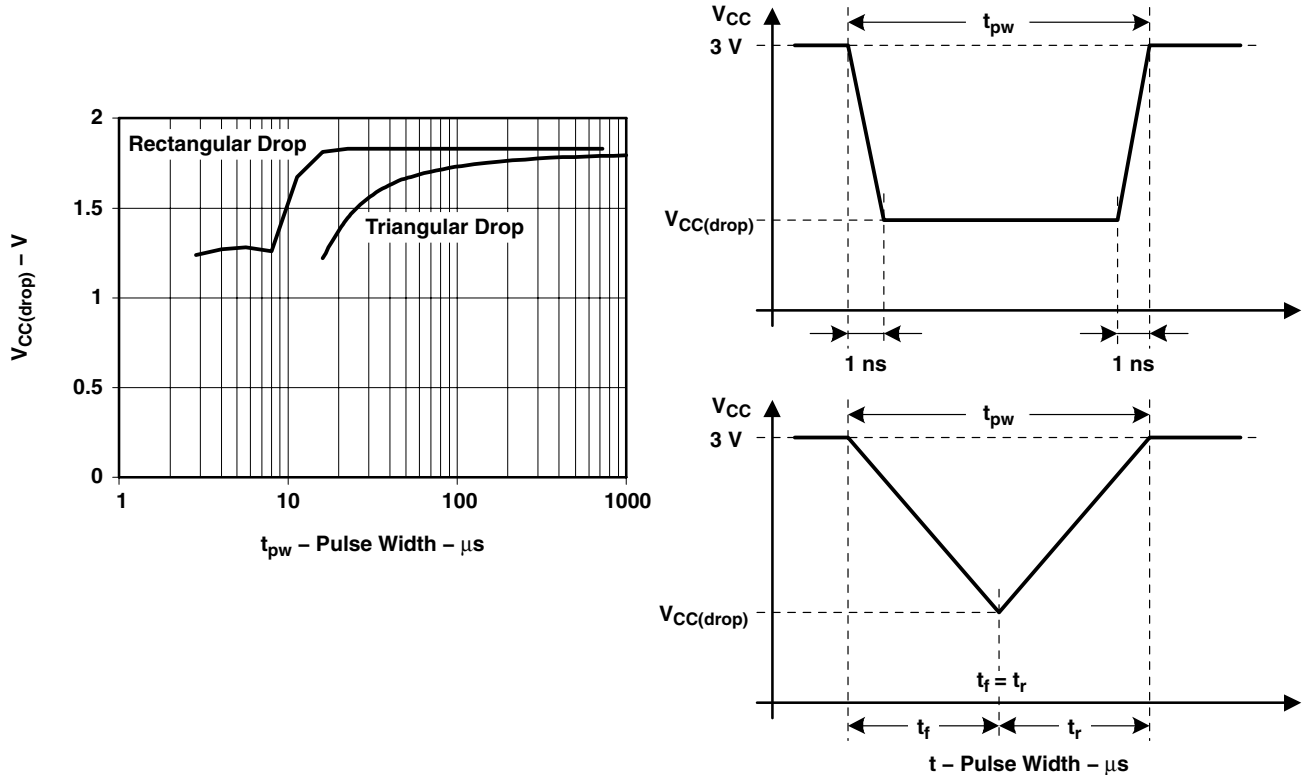 2
1.5
1
0.5
0
V_CC(drop) – V
Rectangular Drop
Triangular Drop
1
10
100
1000
t_pw – Pulse Width – μs
V_CC
3 V
t_pw
V_CC(drop)
1 ns
1 ns
V_CC
3 V
t_pw
V_CC(drop)
t_f = t_r
t_f
t_r
t – Pulse Width – μs